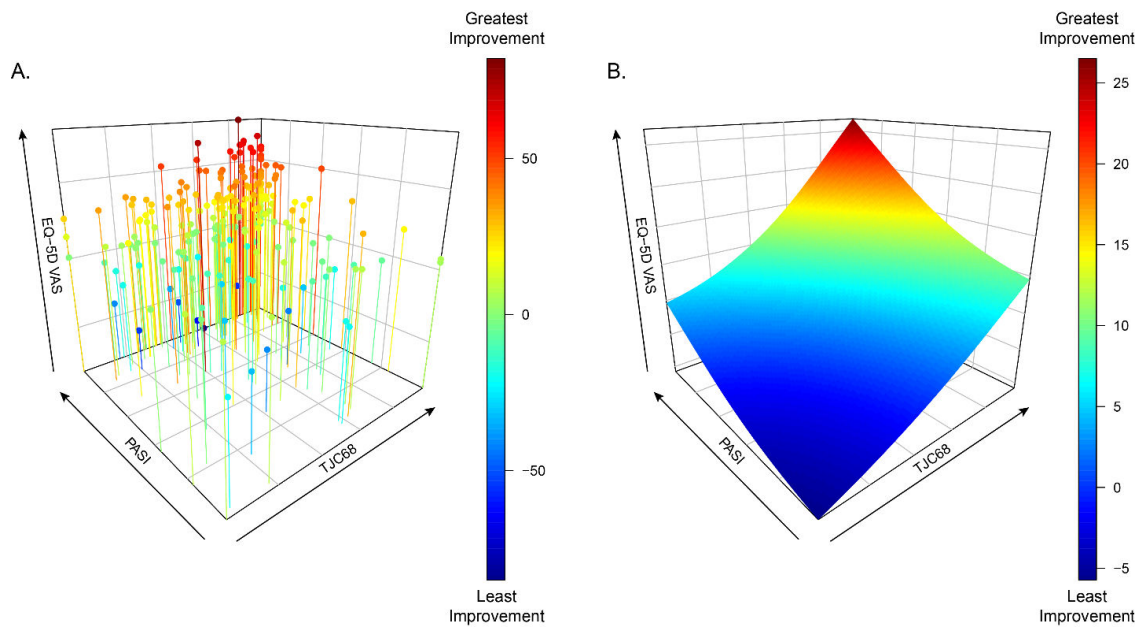 A.
Greatest
Improvement
50
0
−50
Least
Improvement
EQ−5D VAS
PASI
TJC68
B.
Greatest
Improvement
25
20
15
10
5
0
−5
Least
Improvement
EQ−5D VAS
PASI
TJC68